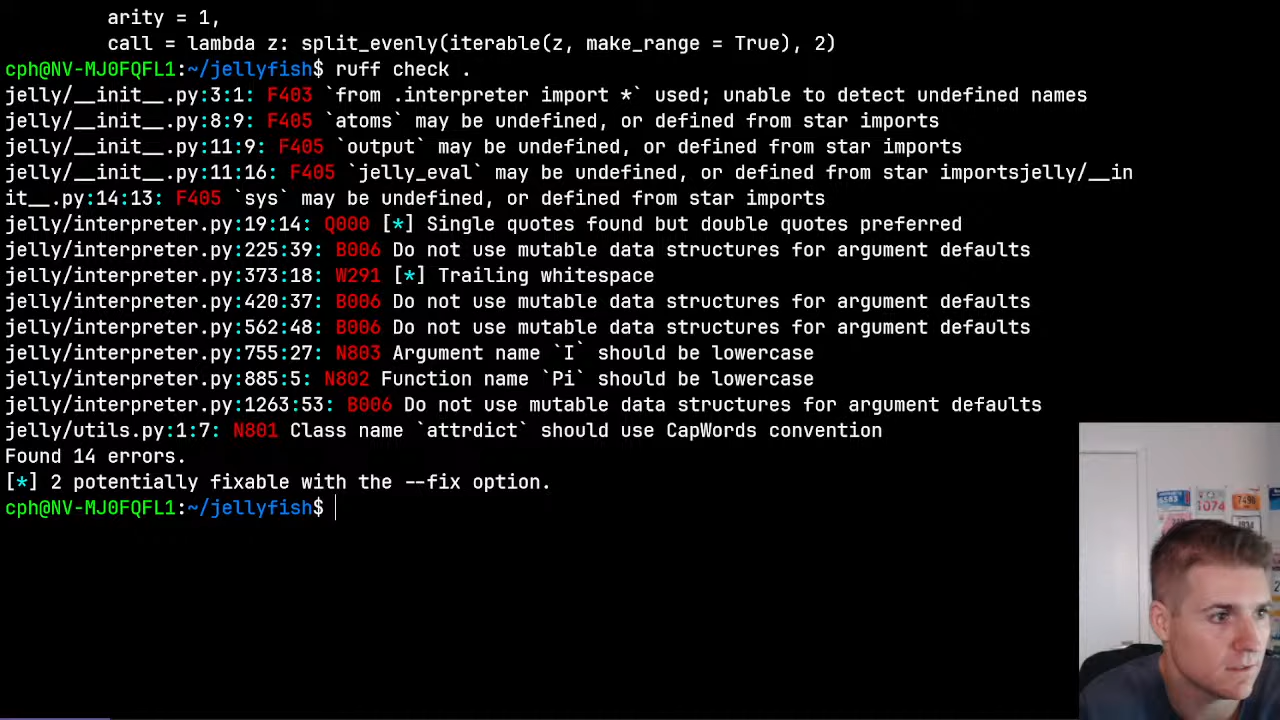 arity = 1,
call = lambda z: split_evenly(iterable(z, make_range = True), 2)
cph@NV-MJ0FQFL1:~/jellyfish$ ruff check .
jelly/__init__.py:3:1: F403 `from .interpreter import *` used; unable to detect undefined names
jelly/__init__.py:8:9: F405 `atoms` may be undefined, or defined from star imports
jelly/__init__.py:11:9: F405 `output` may be undefined, or defined from star imports
jelly/__init__.py:11:16: F405 `jelly_eval` may be undefined, or defined from star importsjelly/__in
it__.py:14:13: F405 `sys` may be undefined, or defined from star imports
jelly/interpreter.py:19:14: Q000 [*] Single quotes found but double quotes preferred
jelly/interpreter.py:225:39: B006 Do not use mutable data structures for argument defaults
jelly/interpreter.py:373:18: W291 [*] Trailing whitespace
jelly/interpreter.py:420:37: B006 Do not use mutable data structures for argument defaults
jelly/interpreter.py:562:48: B006 Do not use mutable data structures for argument defaults
jelly/interpreter.py:755:27: N803 Argument name `I` should be lowercase
jelly/interpreter.py:885:5: N802 Function name `Pi` should be lowercase
jelly/interpreter.py:1263:53: B006 Do not use mutable data structures for argument defaults
jelly/utils.py:1:7: N801 Class name `attrdict` should use CapWords convention
Found 14 errors.
[*] 2 potentially fixable with the --fix option.
cph@NV-MJ0FQFL1:~/jellyfish$
1074